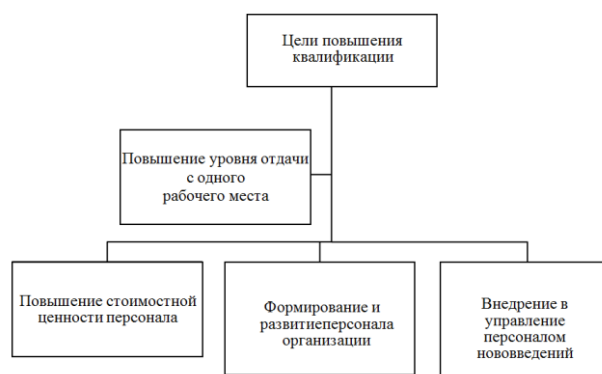 Цели повышения
квалификации
Повышение уровня отдачи
с одного
рабочего места
Повышение стоимостной
ценности персонала
Формирование и
развитиеперсонала
организации
Внедрение в
управление
персоналом
нововведений